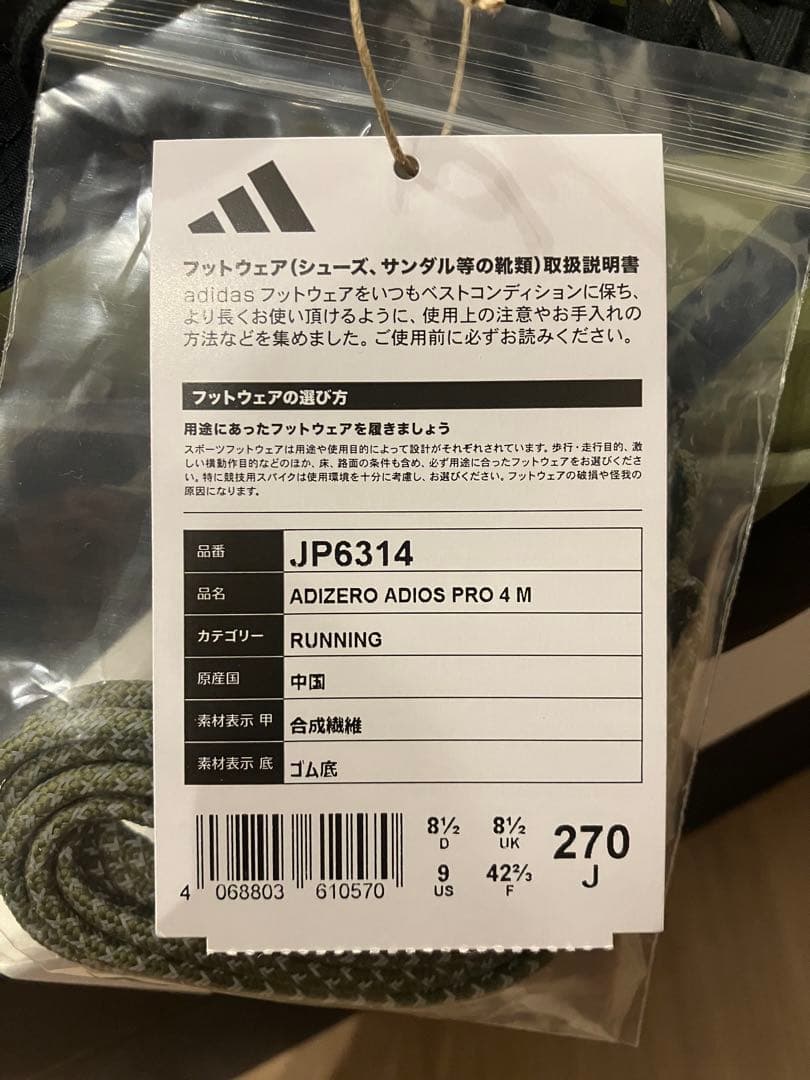 フットウェア(シューズ、サンダル等の靴類)取扱説明書
adidas フットウェアをいつもベストコンディションに保ち、
より長くお使い頂けるように、使用上の注意やお手入れの
方法などを集めました。ご使用前に必ずお読みください。
フットウェアの選び方
用途にあったフットウェアを履きましょう
スポーツフットウェアは用途や使用目的によって設計がそれぞれされています。歩行・走行目的、激
しい横動作目的などのほか、床、路面の条件も含め、必ず用途に合ったフットウェアをお選びくださ
い。特に競技用スパイクは使用環境を十分に考慮し、お選びください。フットウェアの破損や怪我の
原因になります。
品番 JP6314
品名 ADIZERO ADIOS PRO 4 M
カテゴリー RUNNING
原産国 中国
素材表示 甲 合成繊維
素材表示 底 ゴム底
8½ 8½ 270
D UK J
9 42⅔
US F
4 068803 610570